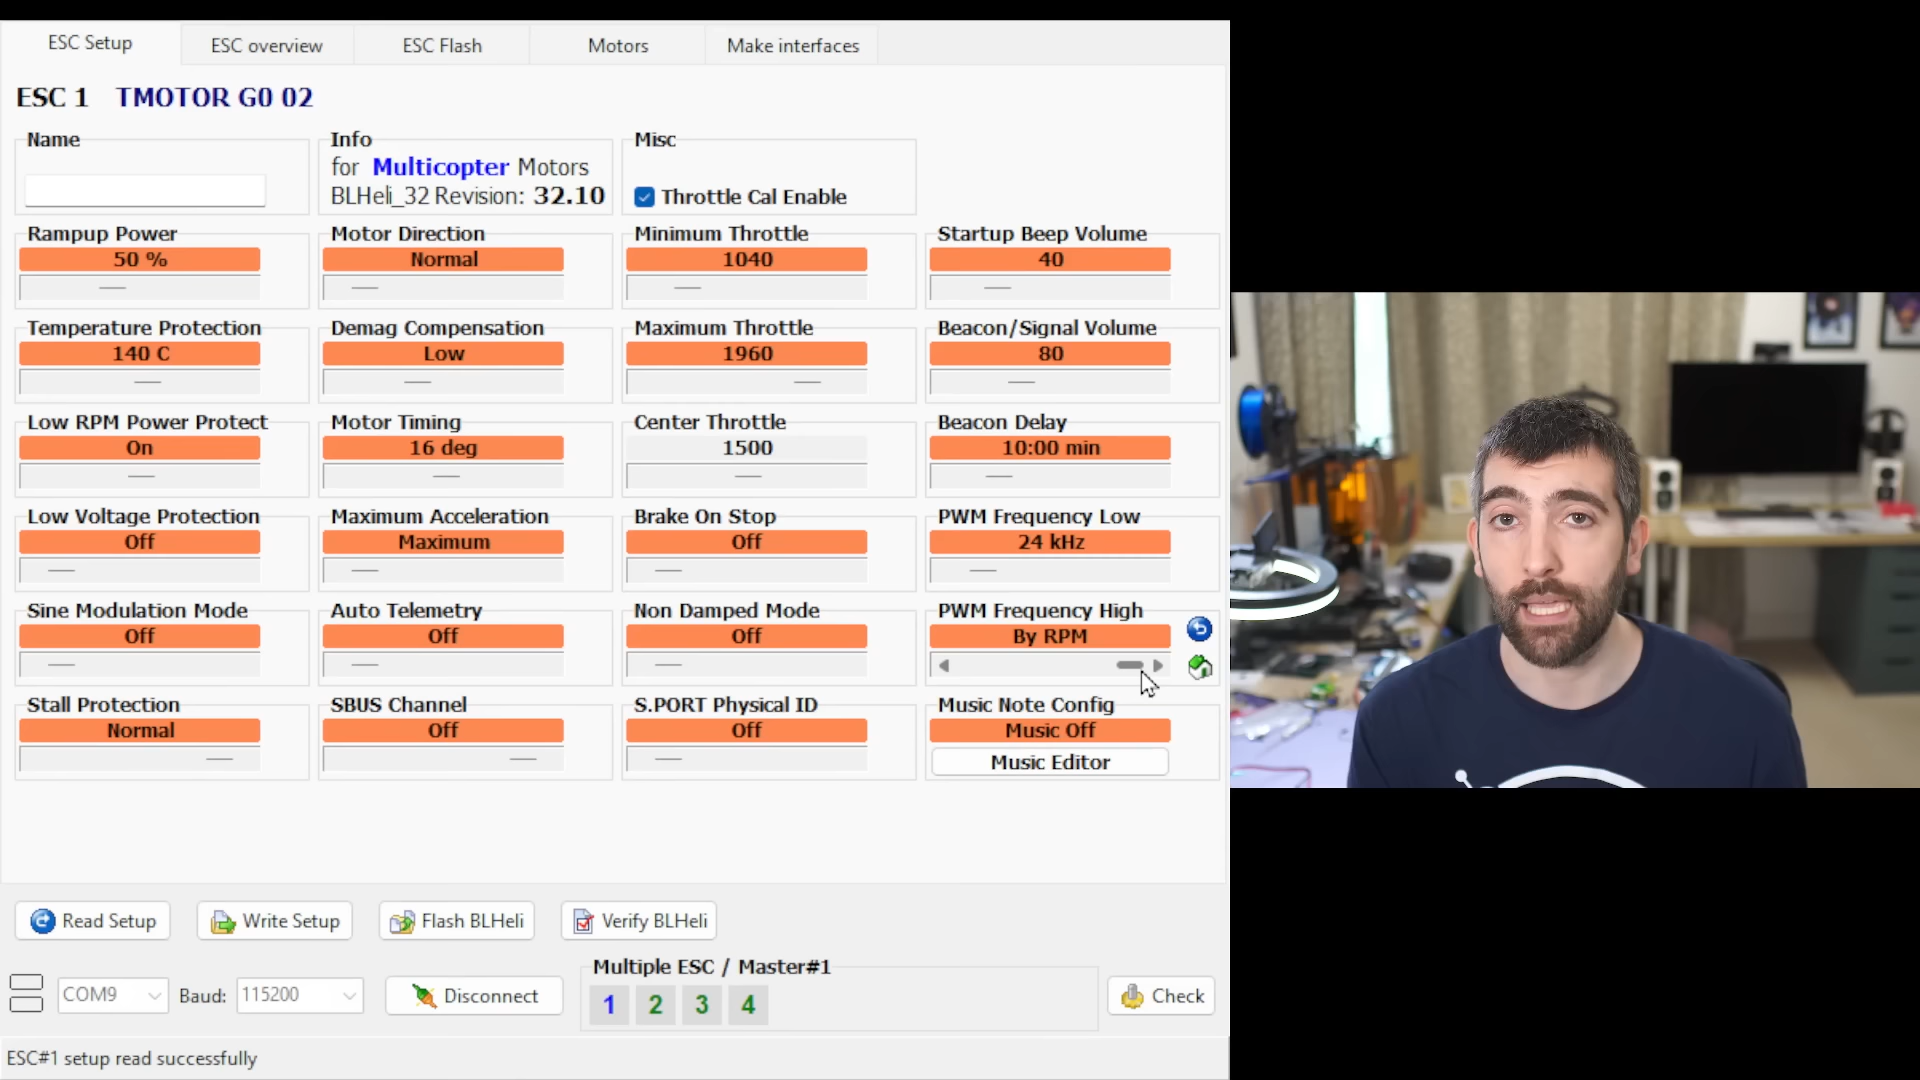 ESC Setup
ESC overview
ESC Flash
Motors
Make interfaces
ESC 1 TMOTOR G0 02
Name
Info
for Multicopter Motors
BLHeli_32 Revision: 32.10
Misc
Throttle Cal Enable
Rampup Power
50 %
Motor Direction
Normal
Minimum Throttle
1040
Startup Beep Volume
40
Temperature Protection
140 C
Demag Compensation
Low
Maximum Throttle
1960
Beacon/Signal Volume
80
Low RPM Power Protect
On
Motor Timing
16 deg
Center Throttle
1500
Beacon Delay
10:00 min
Low Voltage Protection
Off
Maximum Acceleration
Maximum
Brake On Stop
Off
PWM Frequency Low
24 kHz
Sine Modulation Mode
Off
Auto Telemetry
Off
Non Damped Mode
Off
PWM Frequency High
By RPM
Stall Protection
Normal
SBUS Channel
Off
S.PORT Physical ID
Off
Music Note Config
Music Off
Music Editor
Read Setup
Write Setup
Flash BLHeli
Verify BLHeli
COM9
Baud: 115200
Disconnect
Multiple ESC / Master#1
1 2 3 4
Check
ESC#1 setup read successfully